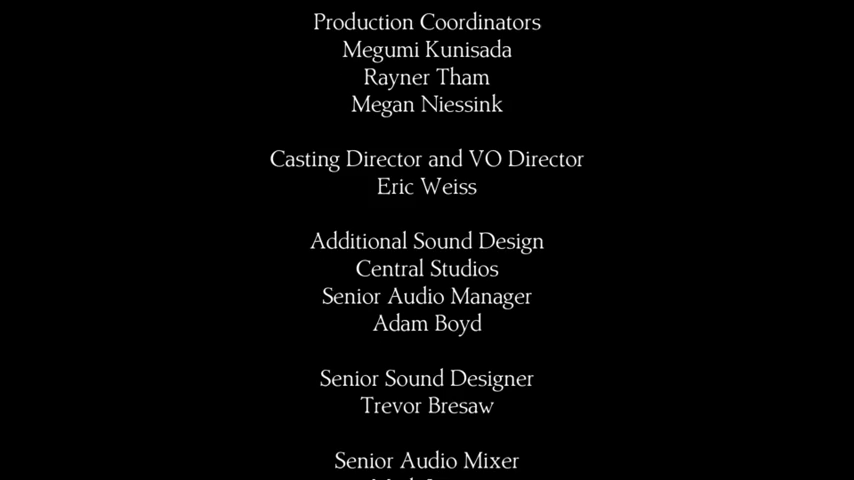 Production Coordinators
Megumi Kunisada
Rayner Tham
Megan Niessink
Casting Director and VO Director
Eric Weiss
Additional Sound Design
Central Studios
Senior Audio Manager
Adam Boyd
Senior Sound Designer
Trevor Bresaw
Senior Audio Mixer